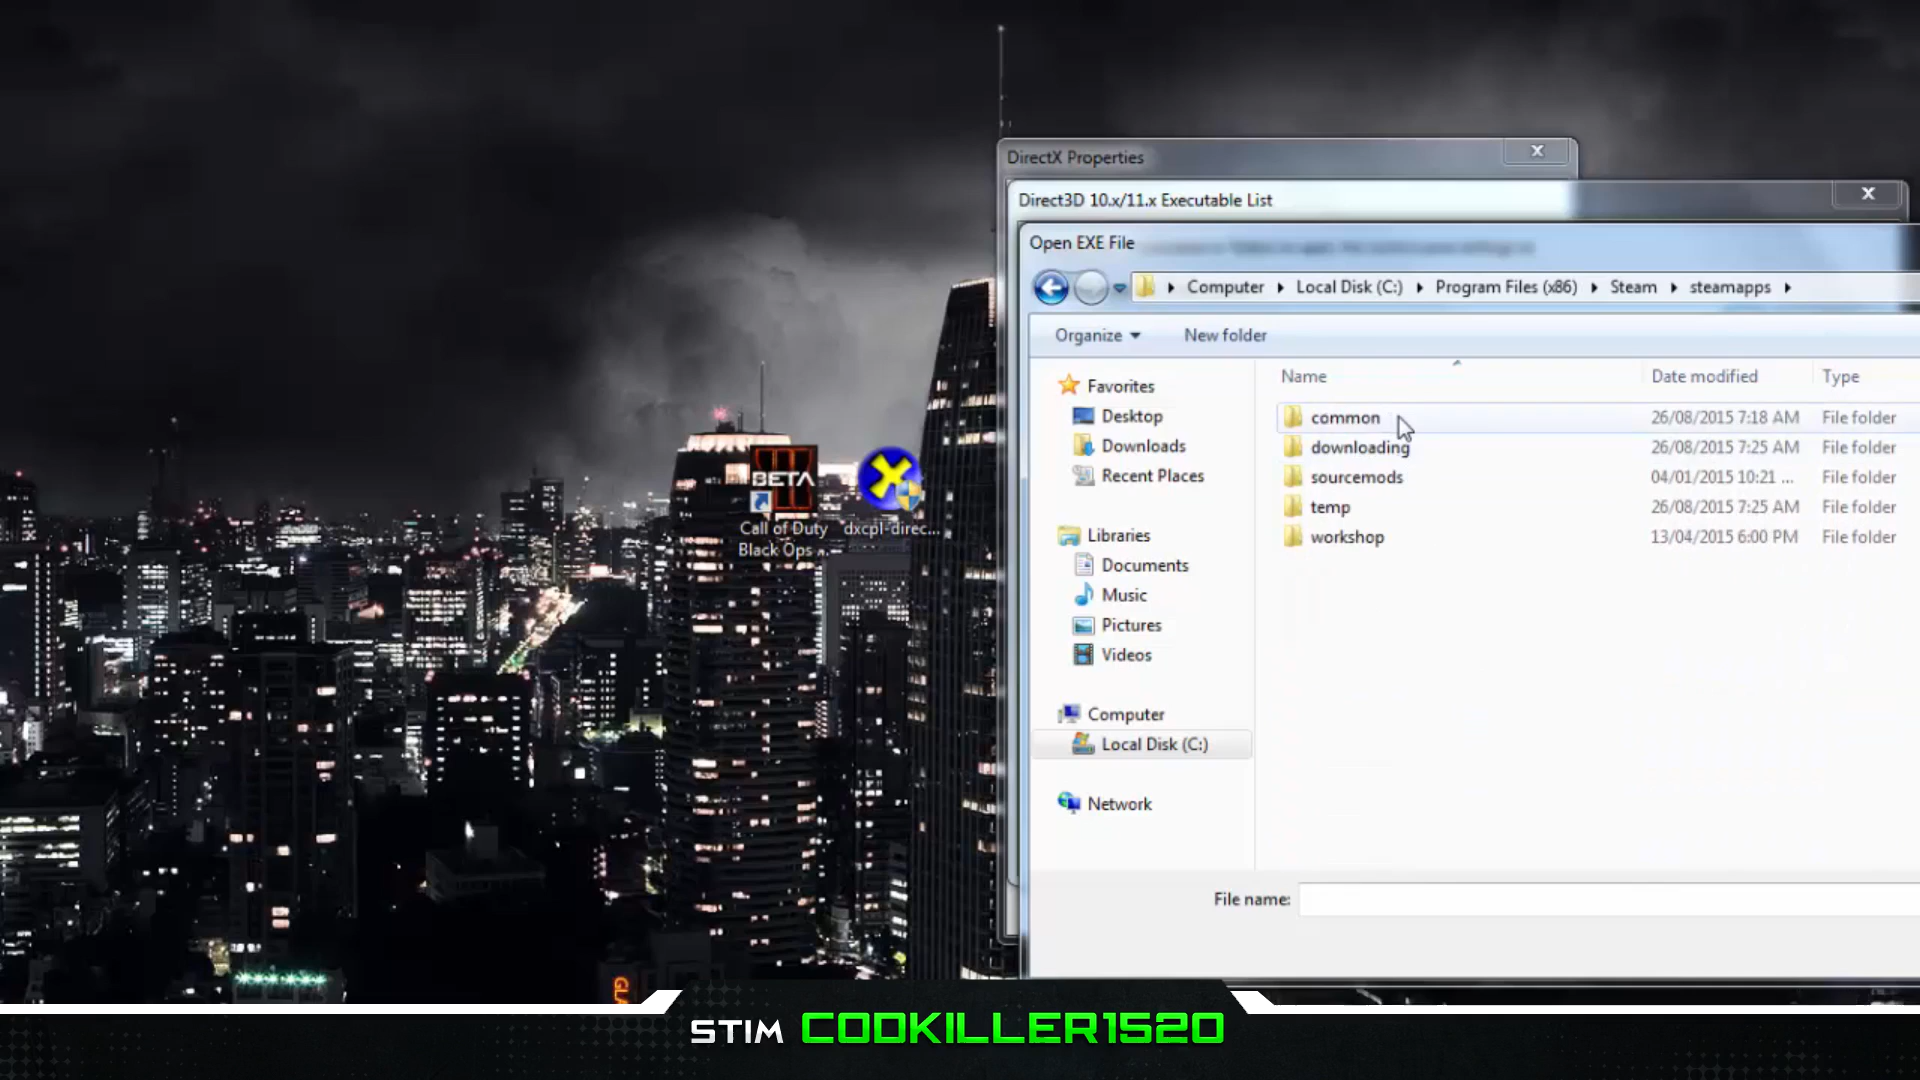 DirectX Properties
Direct3D 10.x/11.x Executable List
Open EXE File
Computer Local Disk (C:) Program Files (x86) Steam steamapps
Organize New folder
Name Date modified Type
Favorites
Desktop
Downloads
Recent Places
Libraries
Documents
Music
Pictures
Videos
Computer
Local Disk (C:)
Network
common 26/08/2015 7:18 AM File folder
downloading 26/08/2015 7:25 AM File folder
sourcemods 04/01/2015 10:21 ... File folder
temp 26/08/2015 7:25 AM File folder
workshop 13/04/2015 6:00 PM File folder
File name:
BETA
Call of Duty
Black Ops ...
dxcpl-direc...
STIM CODKILLER1520